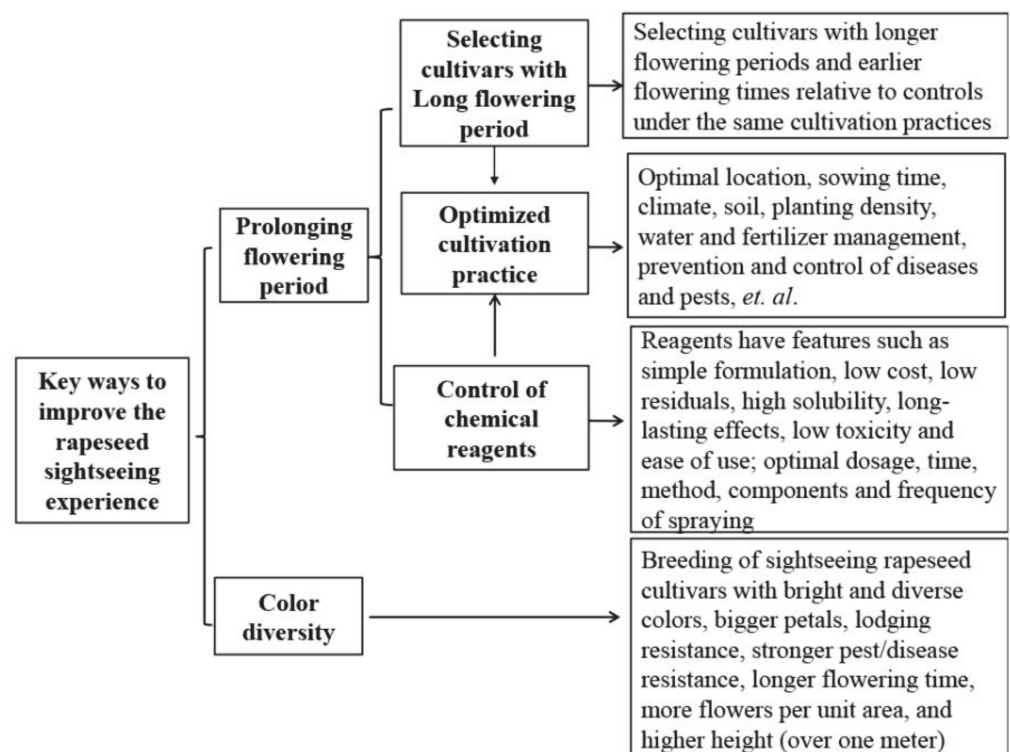 Key ways to
improve the
rapeseed
sightseeing
experience
Prolonging
flowering
period
Selecting
cultivars with
Long flowering
period
Selecting cultivars with longer
flowering periods and earlier
flowering times relative to controls
under the same cultivation practices
Optimized
cultivation
practice
Optimal location, sowing time,
climate, soil, planting density,
water and fertilizer management,
prevention and control of diseases
and pests, et. al.
Control of
chemical
reagents
Reagents have features such as
simple formulation, low cost, low
residuals, high solubility, long-
lasting effects, low toxicity and
ease of use; optimal dosage, time,
method, components and frequency
of spraying
Color
diversity
Breeding of sightseeing rapeseed
cultivars with bright and diverse
colors, bigger petals, lodging
resistance, stronger pest/disease
resistance, longer flowering time,
more flowers per unit area, and
higher height (over one meter)